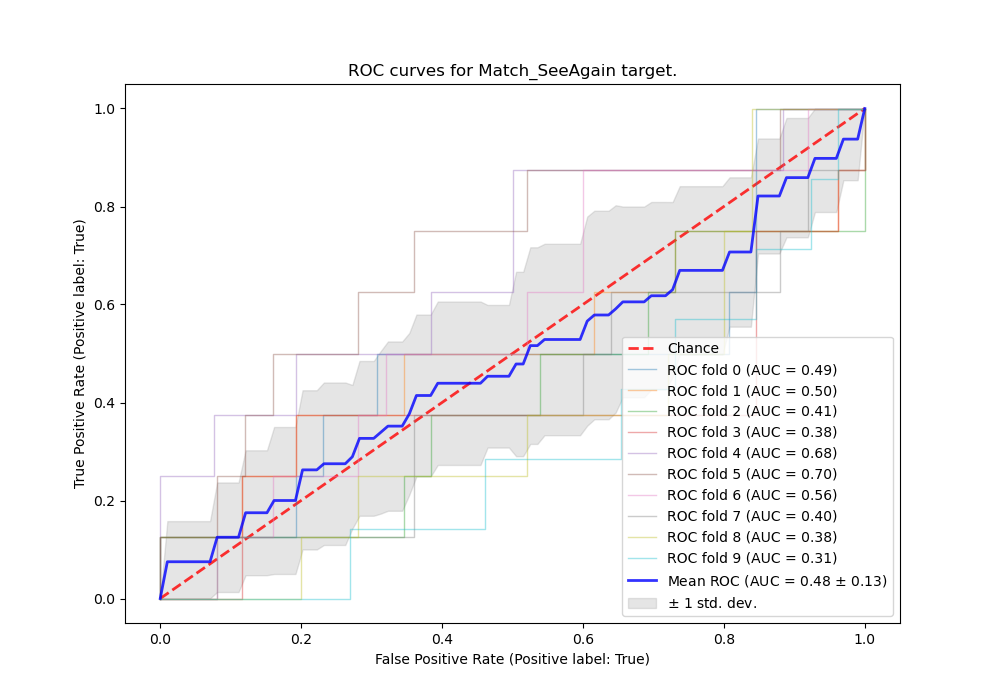 ROC curves for Match_SeeAgain target.
True Positive Rate (Positive label: True)
1.0
0.8
0.6
0.4
0.2
0.0
Chance
ROC fold 0 (AUC = 0.49)
ROC fold 1 (AUC = 0.50)
ROC fold 2 (AUC = 0.41)
ROC fold 3 (AUC = 0.38)
ROC fold 4 (AUC = 0.68)
ROC fold 5 (AUC = 0.70)
ROC fold 6 (AUC = 0.56)
ROC fold 7 (AUC = 0.40)
ROC fold 8 (AUC = 0.38)
ROC fold 9 (AUC = 0.31)
Mean ROC (AUC = 0.48 ± 0.13)
± 1 std. dev.
0.0 0.2 0.4 0.6 0.8 1.0
False Positive Rate (Positive label: True)